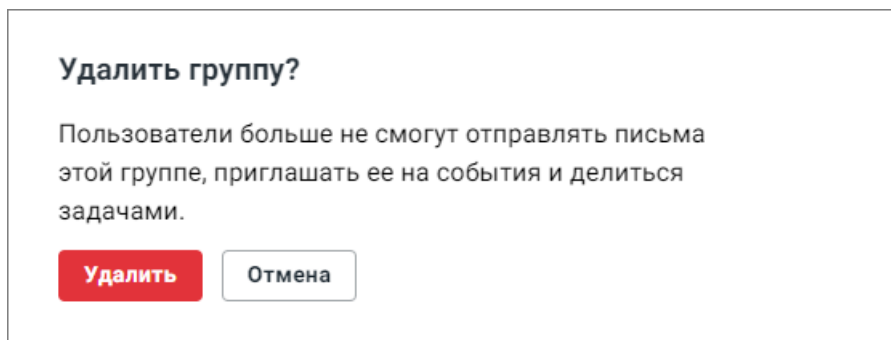 Удалить группу?
Пользователи больше не смогут отправлять письма
этой группе, приглашать ее на события и делиться
задачами.
Удалить
Отмена